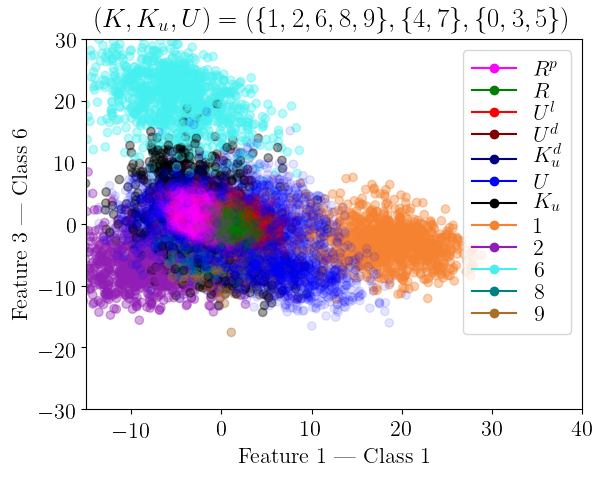 (K, K_u, U) = ({1, 2, 6, 8, 9}, {4, 7}, {0, 3, 5})
30
20
10
0
−10
−20
−30
Feature 3 — Class 6
−10
0
10
20
30
40
Feature 1 — Class 1
R^p
R
U^l
U^d
K_u^d
U
K_u
1
2
6
8
9